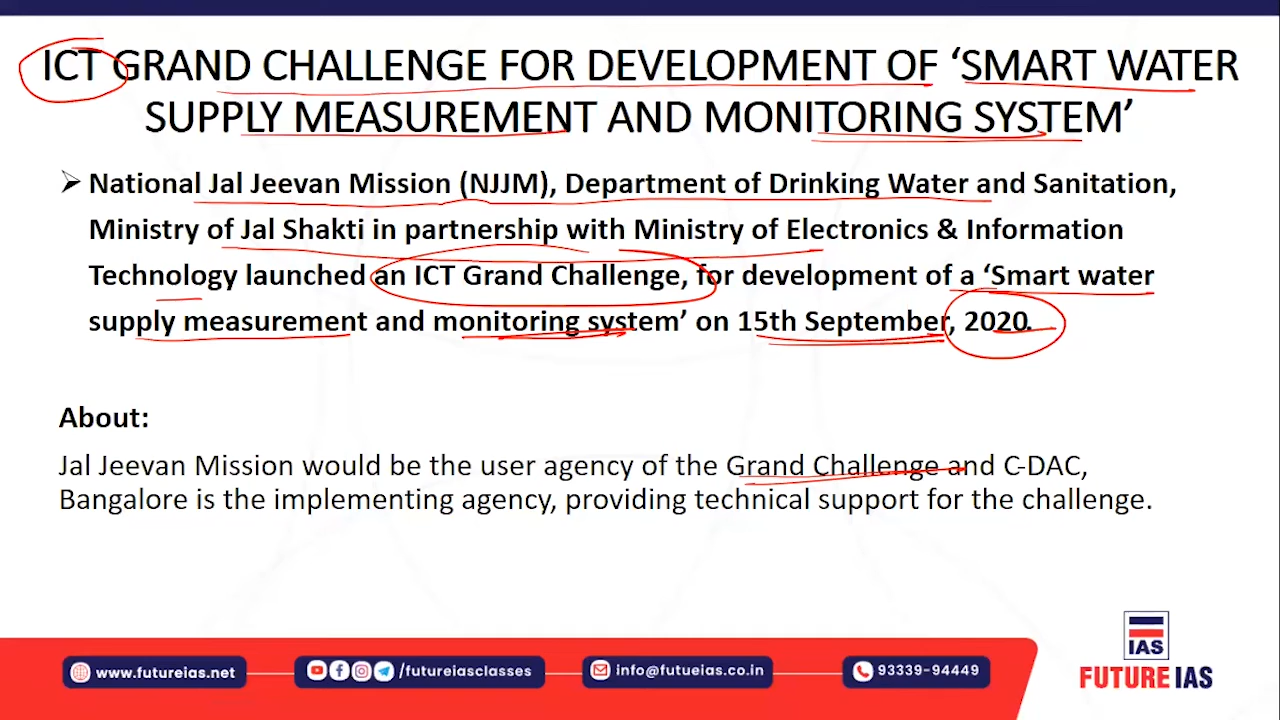 ICT GRAND CHALLENGE FOR DEVELOPMENT OF ‘SMART WATER
SUPPLY MEASUREMENT AND MONITORING SYSTEM’
➢ National Jal Jeevan Mission (NJJM), Department of Drinking Water and Sanitation,
Ministry of Jal Shakti in partnership with Ministry of Electronics & Information
Technology launched an ICT Grand Challenge, for development of a ‘Smart water
supply measurement and monitoring system’ on 15th September, 2020.
About:
Jal Jeevan Mission would be the user agency of the Grand Challenge and C-DAC,
Bangalore is the implementing agency, providing technical support for the challenge.
www.futureias.net
/futureiasclasses
info@futueias.co.in
93339-94449
IAS
FUTURE IAS